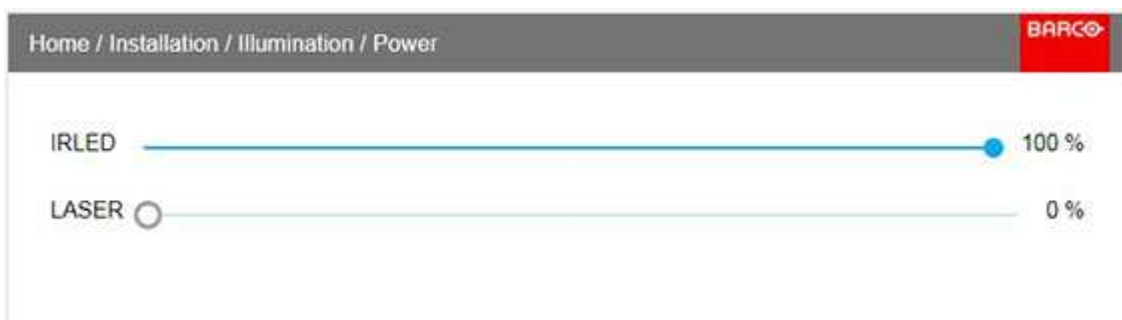 Home / Installation / Illumination / Power
BARCO
IRLED 100 %
LASER 0 %